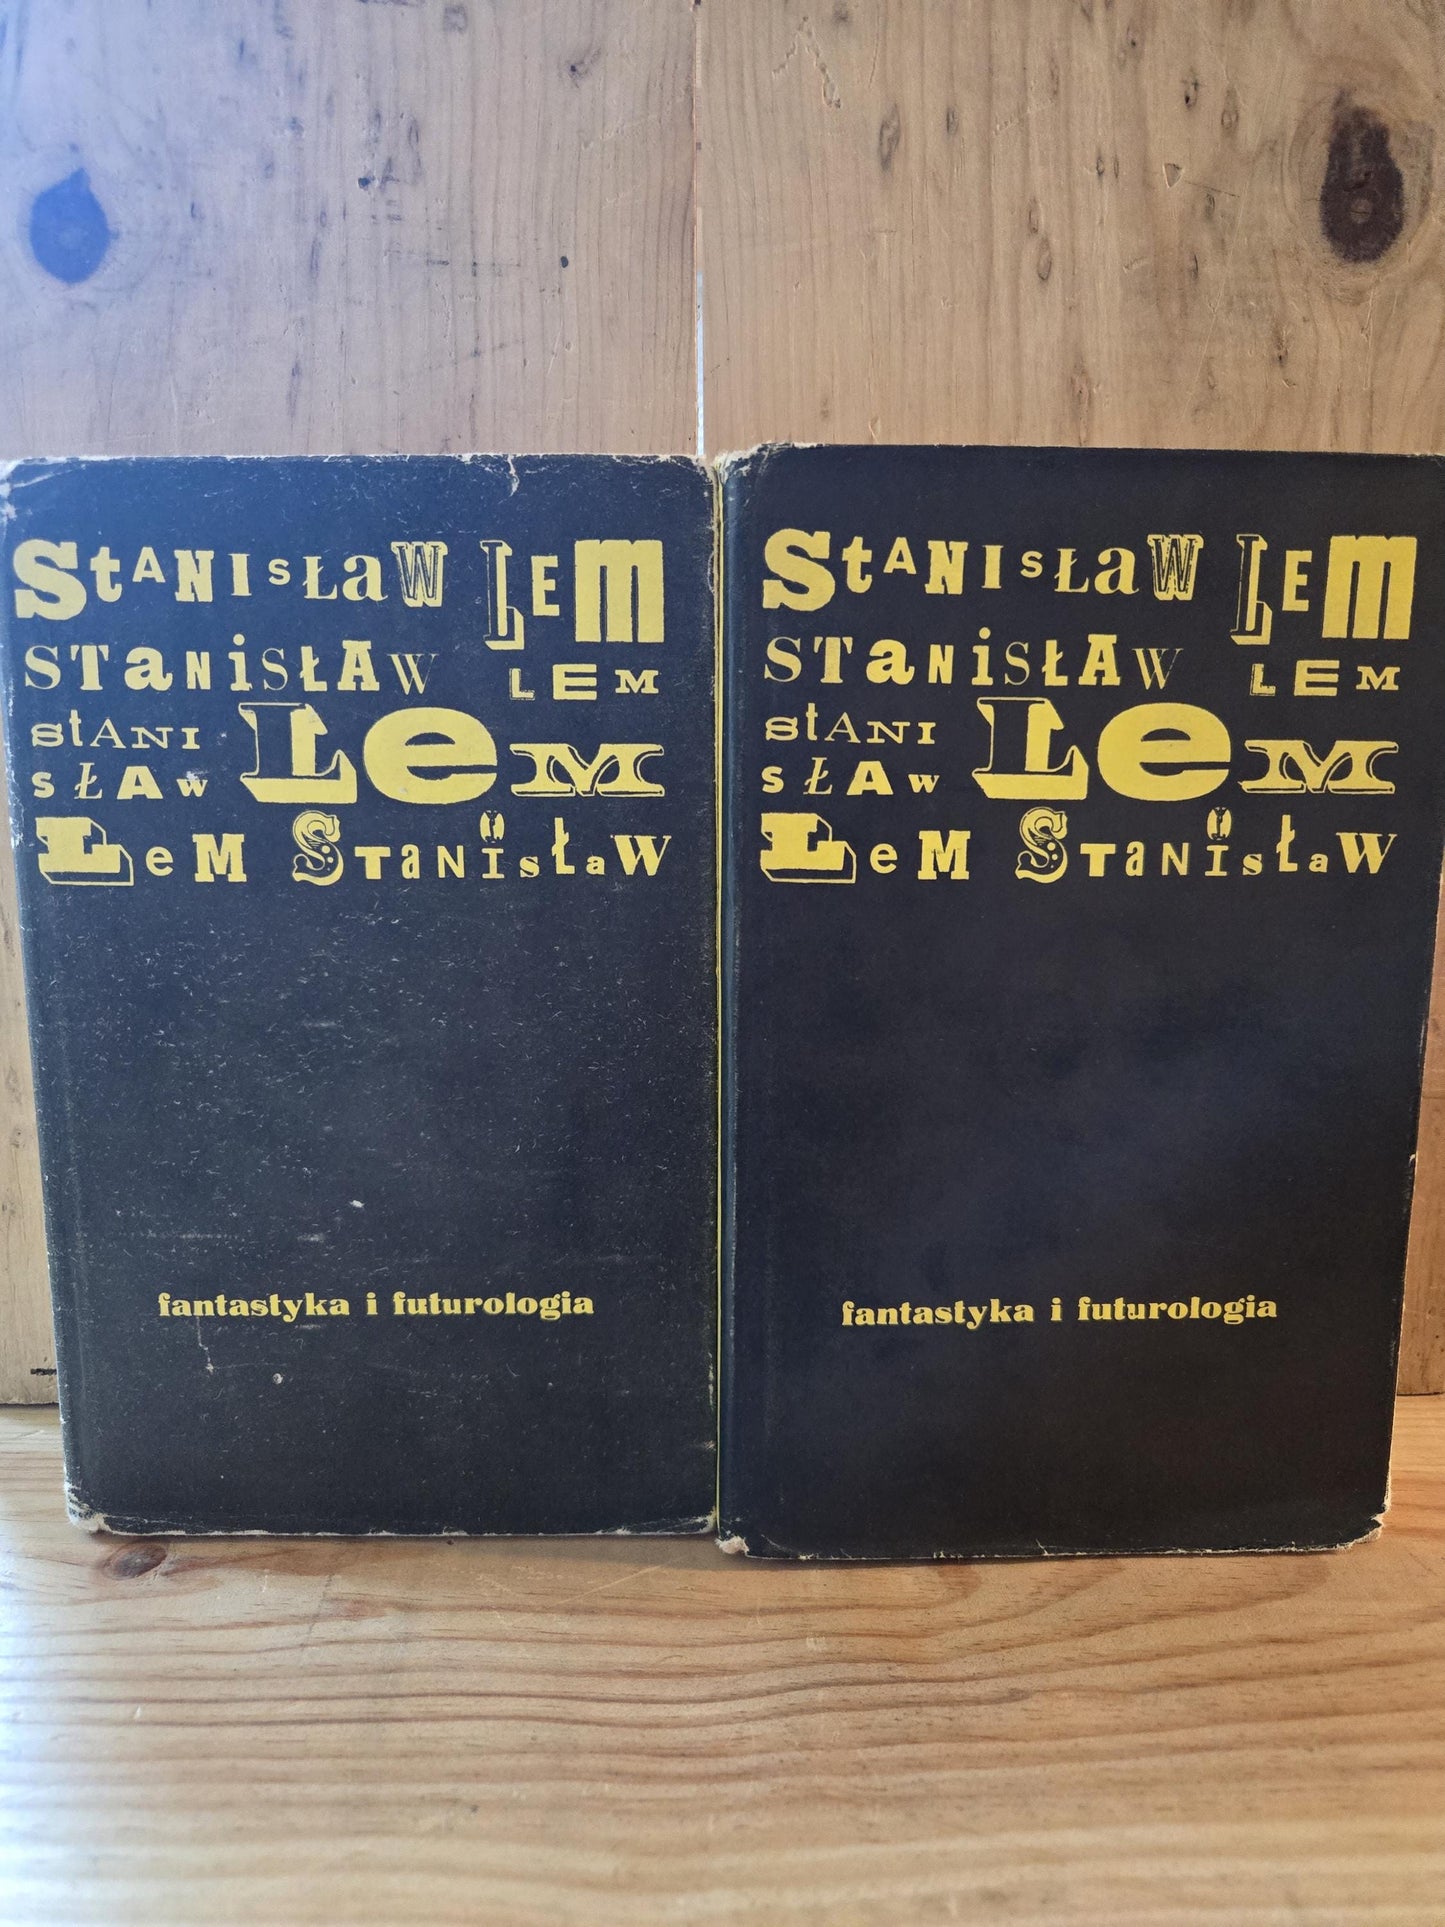 StANIsŁaW LEm
STaNiSŁAW LEM
StANI LeM
sŁAw
LeM STaNisŁaW
fantastyka i futurologia
StANIsŁaW LEm
STaNiSŁAW LEM
StANI LeM
sŁAw
LeM STaNisŁaW
fantastyka i futurologia